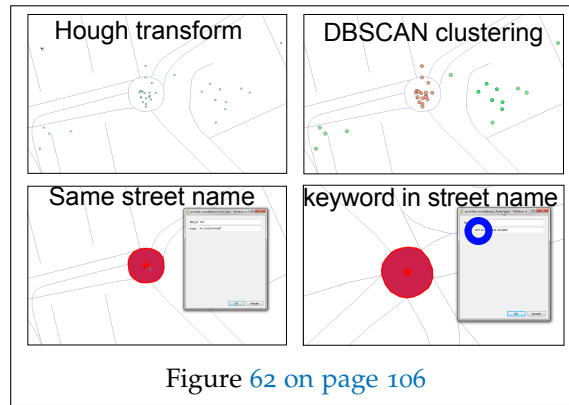 Hough transform
DBSCAN clustering
Same street name
keyword in street name
Figure 62 on page 106